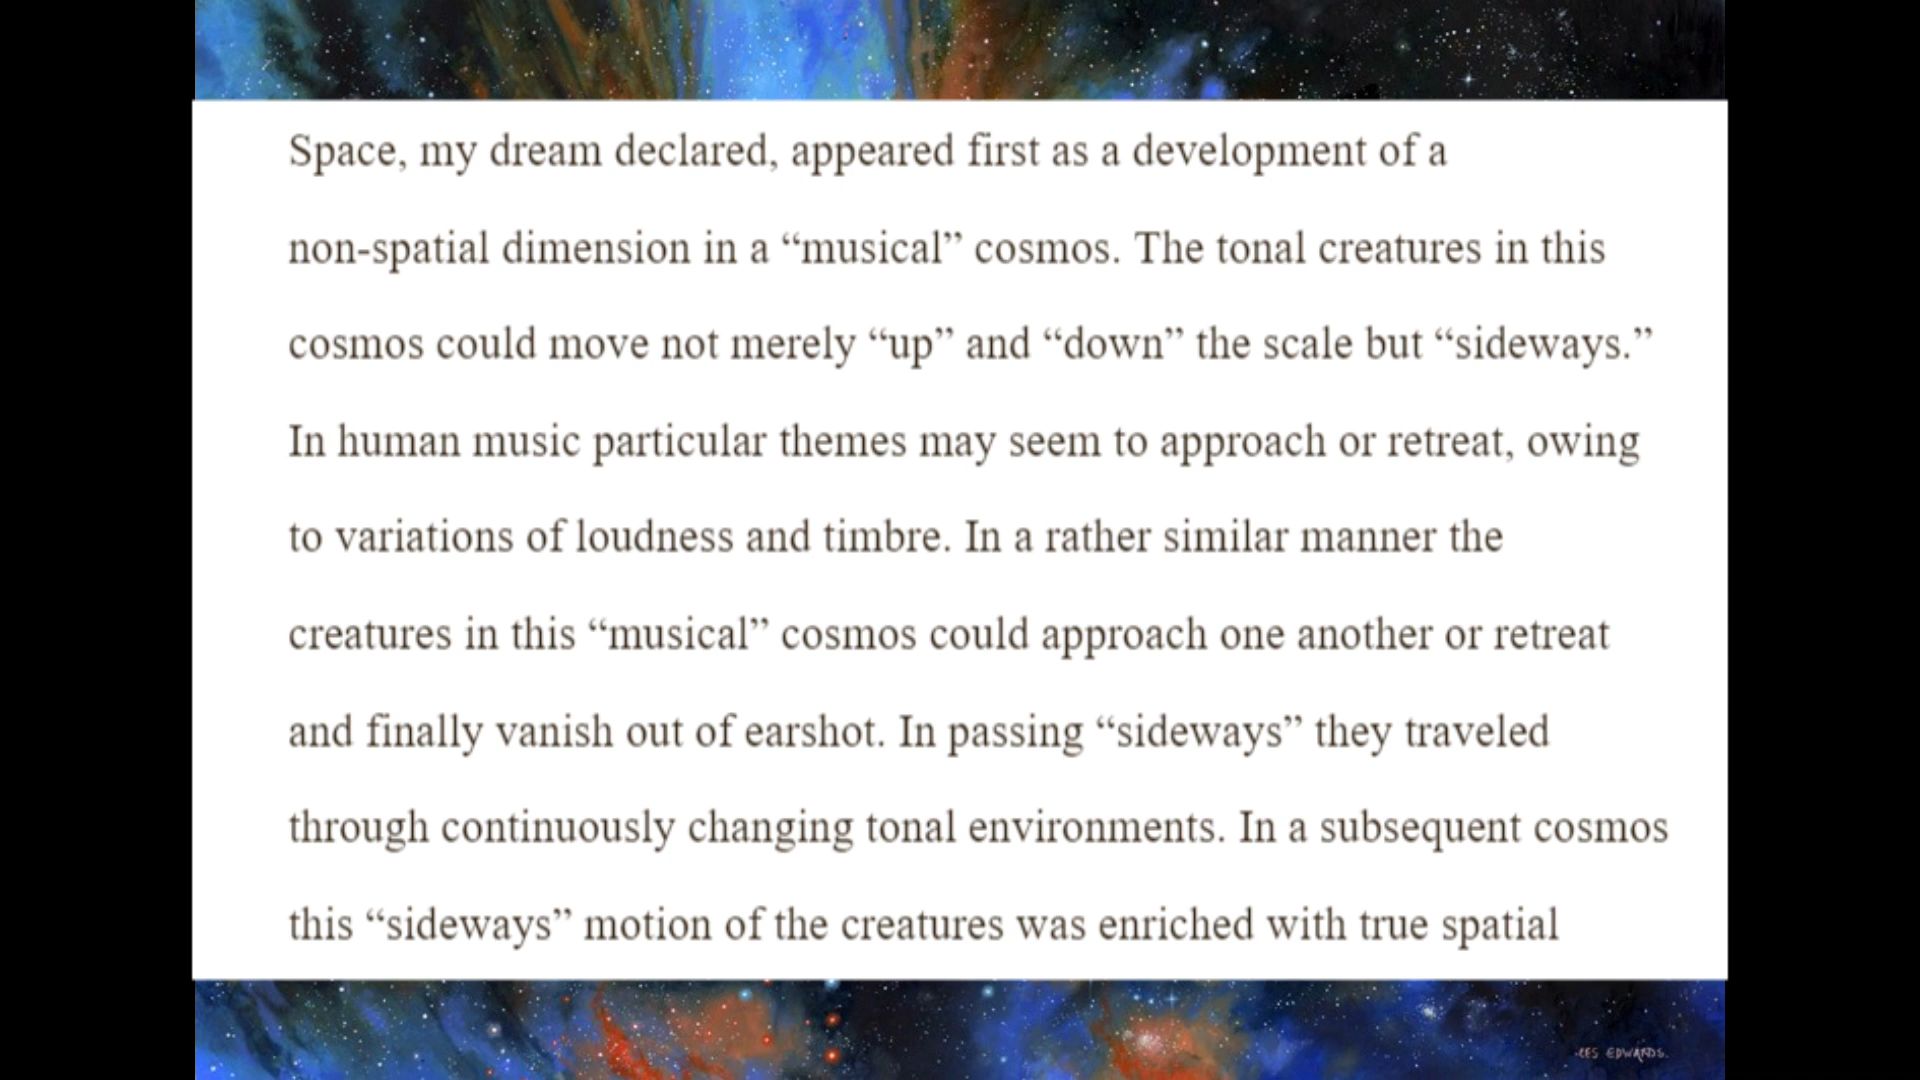 Space, my dream declared, appeared first as a development of a
non-spatial dimension in a “musical” cosmos. The tonal creatures in this
cosmos could move not merely “up” and “down” the scale but “sideways.”
In human music particular themes may seem to approach or retreat, owing
to variations of loudness and timbre. In a rather similar manner the
creatures in this “musical” cosmos could approach one another or retreat
and finally vanish out of earshot. In passing “sideways” they traveled
through continuously changing tonal environments. In a subsequent cosmos
this “sideways” motion of the creatures was enriched with true spatial
LES EDWARDS.